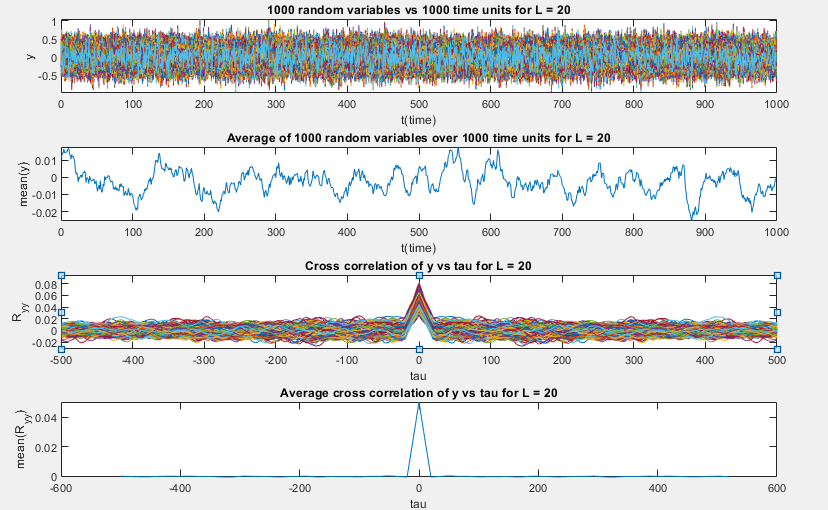 1000 random variables vs 1000 time units for L = 20
1
0.5
0
-0.5
y
0 100 200 300 400 500 600 700 800 900 1000
t(time)
Average of 1000 random variables over 1000 time units for L = 20
0.01
0
-0.01
-0.02
mean(y)
0 100 200 300 400 500 600 700 800 900 1000
t(time)
Cross correlation of y vs tau for L = 20
0.08
0.06
0.04
0.02
0
-0.02
Ryy
-500 -400 -300 -200 -100 0 100 200 300 400 500
tau
Average cross correlation of y vs tau for L = 20
0.04
0.02
0
mean(Ryy)
-600 -400 -200 0 200 400 600
tau